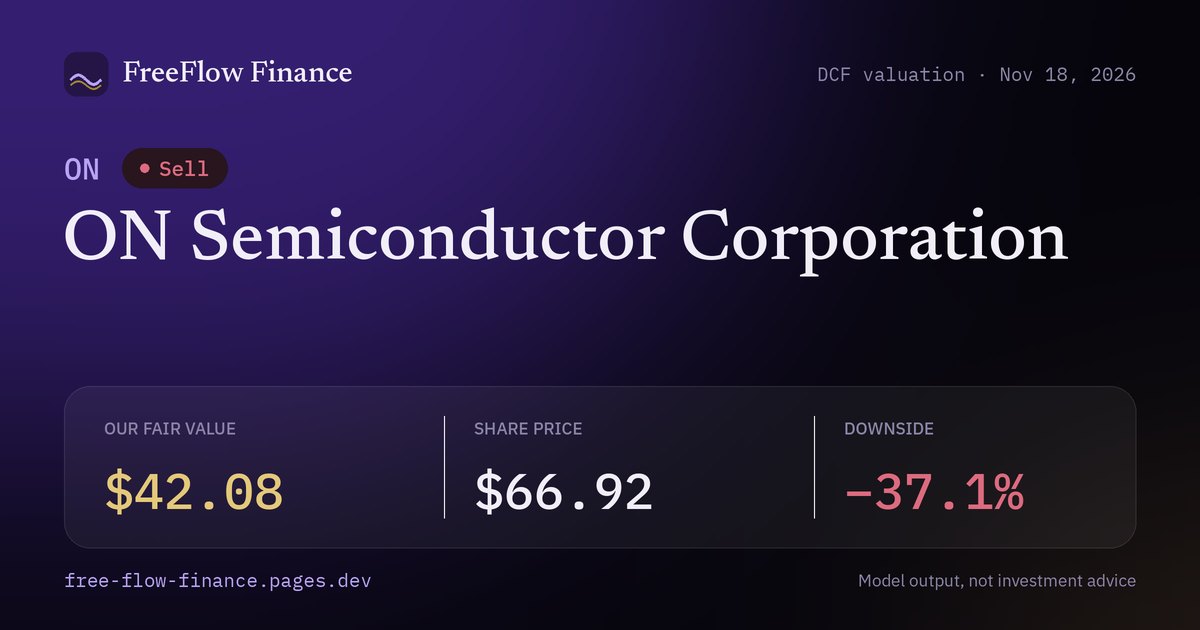 FreeFlow Finance
DCF valuation · Nov 18, 2026
ON
Sell
ON Semiconductor Corporation
OUR FAIR VALUE
$42.08
SHARE PRICE
$66.92
DOWNSIDE
−37.1%
free-flow-finance.pages.dev
Model output, not investment advice